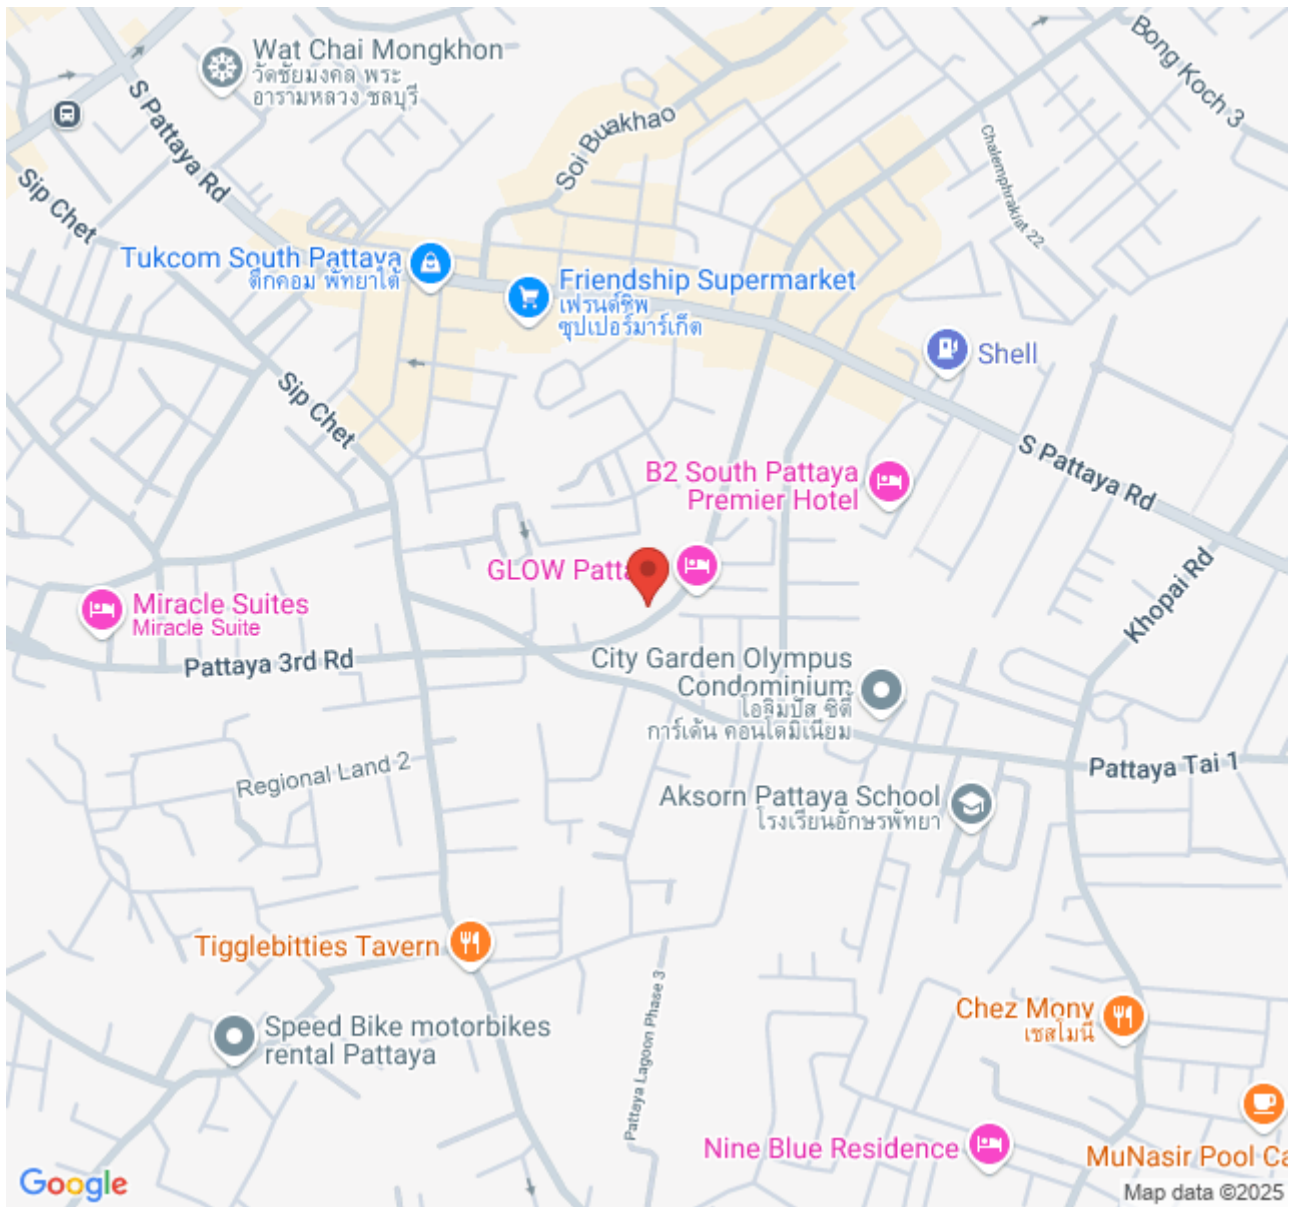 Wat Chai Mongkhon
วัดชัยมงคล พระ
อารามหลวง ชลบุรี
Bong Koch 3
S Pattaya Rd
Soi Buakhao
Sip Chet
Chalermphrakiat 22
Tukcom South Pattaya
ตึกคอม พัทยาใต้
Friendship Supermarket
เฟรนด์ชิพ
ซุปเปอร์มาร์เก็ต
Shell
Sip Chet
S Pattaya Rd
B2 South Pattaya
Premier Hotel
GLOW Patta
Khopai Rd
Miracle Suites
Miracle Suite
Pattaya 3rd Rd
City Garden Olympus
Condominium
โอลิมปัส ซิตี้
การ์เด้น คอนโดมิเนียม
Pattaya Tai 1
Regional Land 2
Aksorn Pattaya School
โรงเรียนอักษรพัทยา
Tigglebitties Tavern
Pattaya Lagoon Phase 3
Chez Mony
เชสโมนี
Speed Bike motorbikes
rental Pattaya
Nine Blue Residence
MuNasir Pool Ca
Google
Map data ©2025